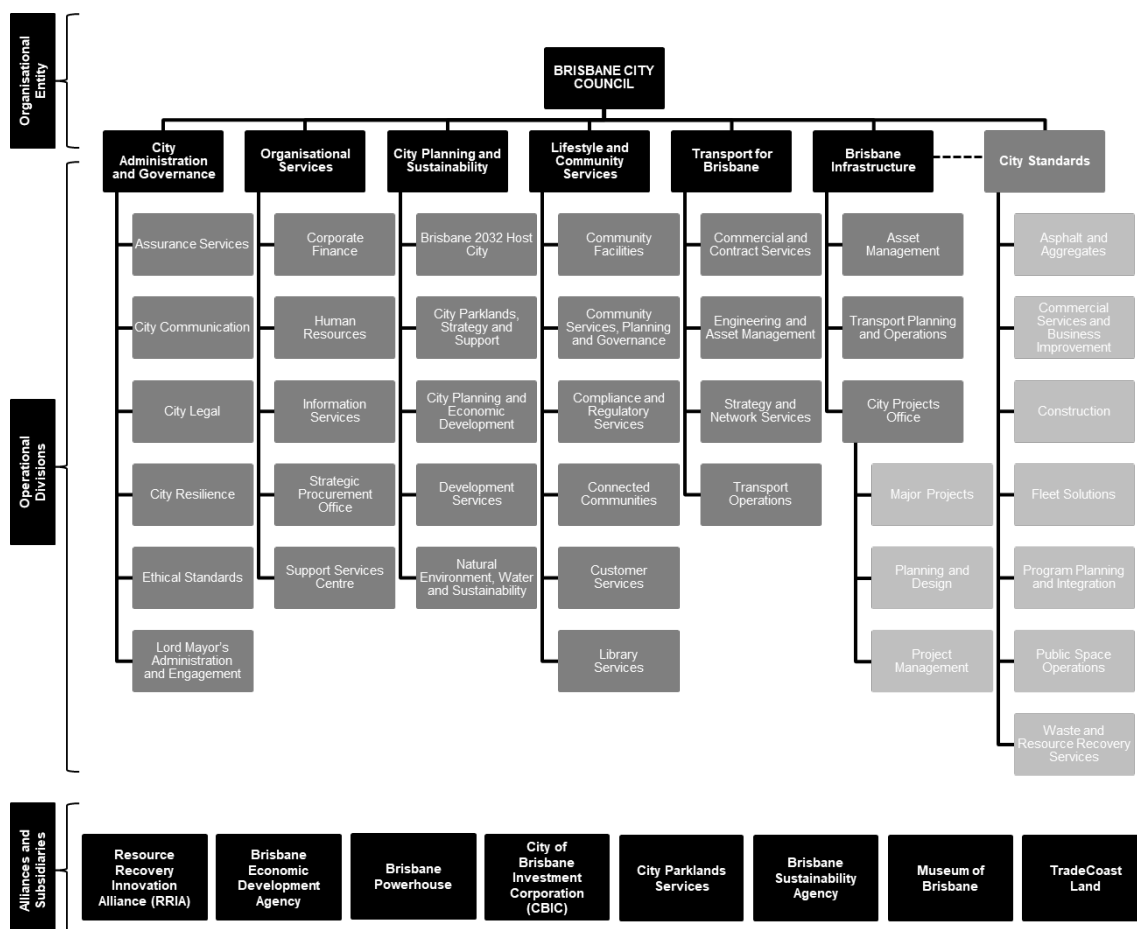 Organisational
Entity
BRISBANE CITY
COUNCIL
Operational
Divisions
City
Administration
and Governance
Assurance Services
City Communication
City Legal
City Resilience
Ethical Standards
Lord Mayor's
Administration
and Engagement
Organisational
Services
Corporate
Finance
Human
Resources
Information
Services
Strategic
Procurement
Office
Support Services
Centre
City Planning and
Sustainability
Brisbane 2032 Host
City
City Parklands,
Strategy and
Support
City Planning and
Economic
Development
Development
Services
Natural
Environment, Water
and Sustainability
Lifestyle and
Community
Services
Community
Facilities
Community
Services, Planning
and Governance
Compliance and
Regulatory
Services
Connected
Communities
Customer
Services
Library
Services
Transport for
Brisbane
Commercial and
Contract Services
Engineering and
Asset Management
Strategy and
Network Services
Transport
Operations
Brisbane
Infrastructure
Asset
Management
Transport Planning
and Operations
City Projects
Office
Major Projects
Planning and
Design
Project
Management
City Standards
Asphalt and
Aggregates
Commercial
Services and
Business
Improvement
Construction
Fleet Solutions
Program Planning
and Integration
Public Space
Operations
Waste and
Resource Recovery
Services
Alliances and
Subsidiaries
Resource
Recovery
Innovation
Alliance (RRIA)
Brisbane
Economic
Development
Agency
Brisbane
Powerhouse
City of
Brisbane
Investment
Corporation
(CBIC)
City Parklands
Services
Brisbane
Sustainability
Agency
Museum of
Brisbane
TradeCoast
Land